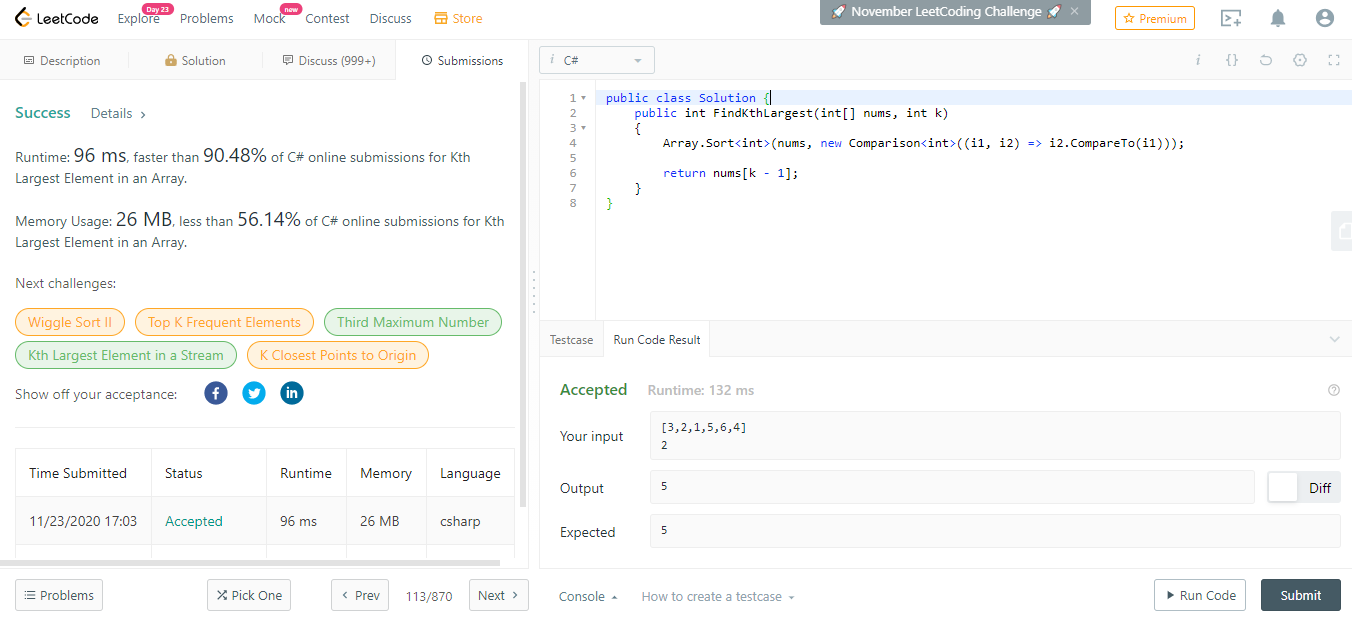 LeetCode
Explore
Day 23
Problems
Mock
new
Contest
Discuss
Store
November LeetCoding Challenge
Premium
Description
Solution
Discuss (999+)
Submissions
Success
Details
Runtime: 96 ms, faster than 90.48% of C# online submissions for Kth
Largest Element in an Array.
Memory Usage: 26 MB, less than 56.14% of C# online submissions for Kth
Largest Element in an Array.
Next challenges:
Wiggle Sort II
Top K Frequent Elements
Third Maximum Number
Kth Largest Element in a Stream
K Closest Points to Origin
Show off your acceptance:
Time Submitted Status Runtime Memory Language
11/23/2020 17:03 Accepted 96 ms 26 MB csharp
Problems
Pick One
Prev
113/870
Next
i C#
1 public class Solution {
2 public int FindKthLargest(int[] nums, int k)
3 {
4 Array.Sort<int>(nums, new Comparison<int>((i1, i2) => i2.CompareTo(i1)));
5
6 return nums[k - 1];
7 }
8 }
Testcase
Run Code Result
Accepted Runtime: 132 ms
Your input
[3,2,1,5,6,4]
2
Output
5
Diff
Expected
5
Console
How to create a testcase
Run Code
Submit